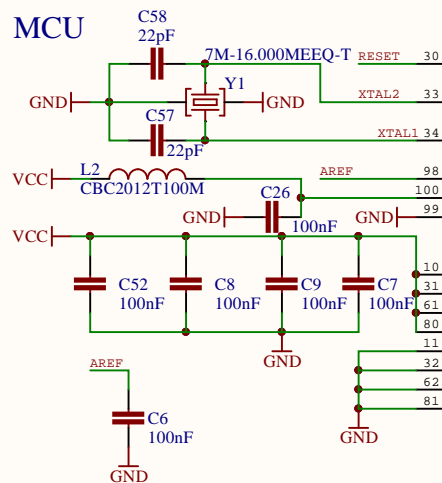 MCU
C58
22pF
7M-16.000MEEQ-T
RESET 30
Y1
XTAL2 33
GND
GND
C57
22pF
XTAL1 34
L2
CBC2012T100M
VCC
AREF 98
100
C26
100nF
GND
GND 99
VCC
C52
100nF
C8
100nF
C9
100nF
C7
100nF
10
31
61
80
GND
11
32
62
81
GND
AREF
C6
100nF
GND